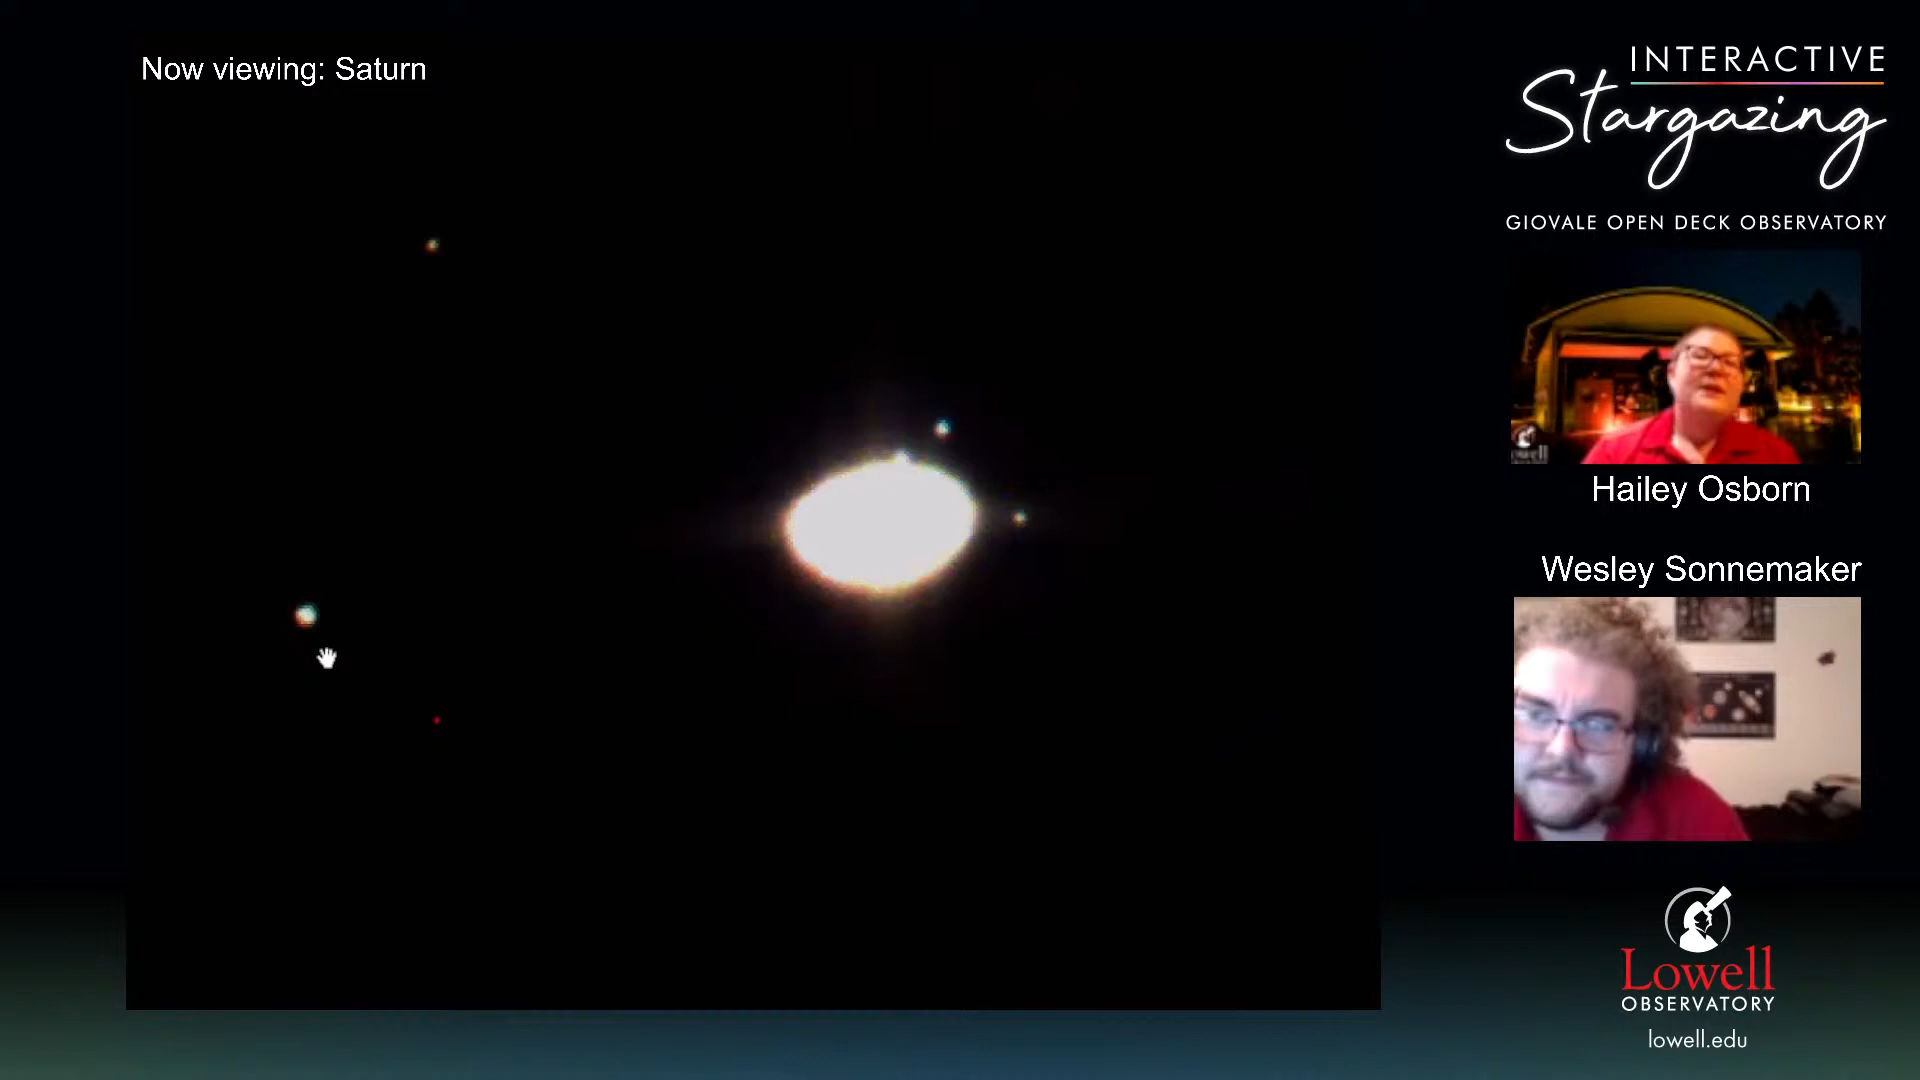 Now viewing: Saturn
INTERACTIVE
Stargazing
GIOVALE OPEN DECK OBSERVATORY
Hailey Osborn
Wesley Sonnemaker
LOWELL
OBSERVATORY
lowell.edu